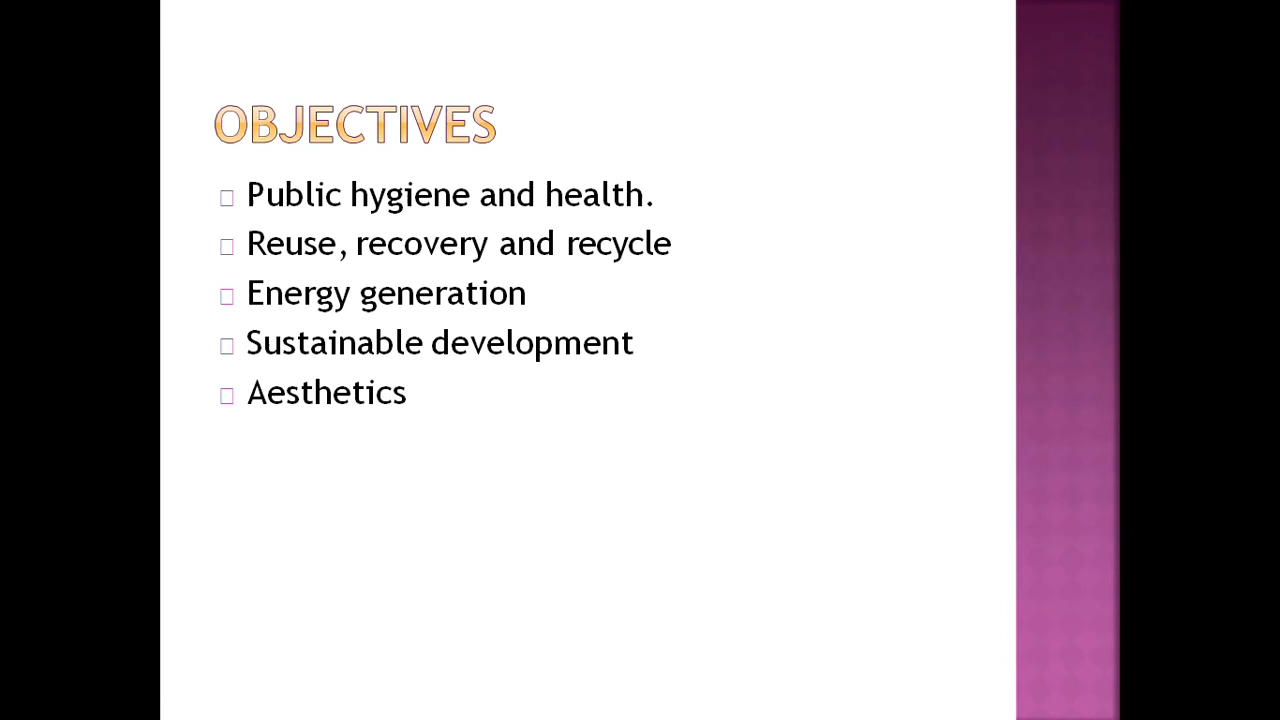 OBJECTIVES
Public hygiene and health.
Reuse, recovery and recycle
Energy generation
Sustainable development
Aesthetics